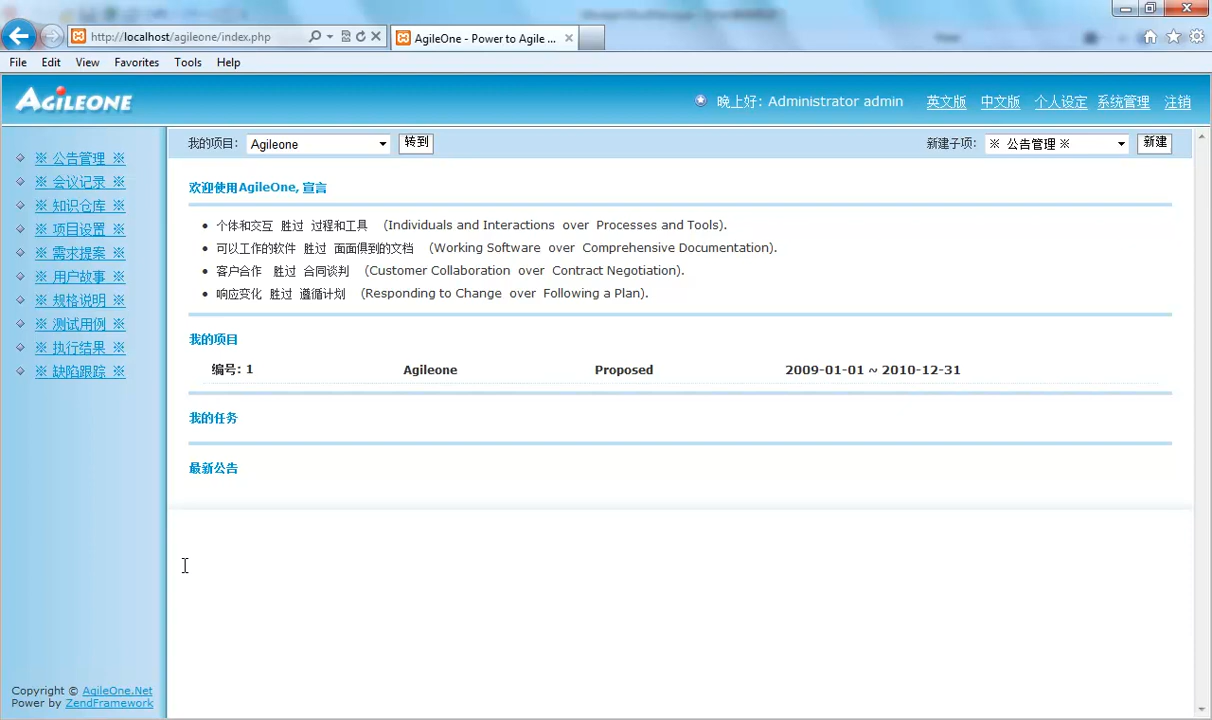 http://localhost/agileone/index.php
AgileOne - Power to Agile ...
File Edit View Favorites Tools Help
AGILEONE
晚上好: Administrator admin 英文版 中文版 个人设定 系统管理 注销
我的项目: Agileone 转到 新建子项: ※ 公告管理 ※ 新建
※ 公告管理 ※
※ 会议记录 ※
※ 知识仓库 ※
※ 项目设置 ※
※ 需求提案 ※
※ 用户故事 ※
※ 规格说明 ※
※ 测试用例 ※
※ 执行结果 ※
※ 缺陷跟踪 ※
欢迎使用AgileOne, 宣言
个体和交互 胜过 过程和工具 （Individuals and Interactions over Processes and Tools).
可以工作的软件 胜过 面面俱到的文档 （Working Software over Comprehensive Documentation).
客户合作 胜过 合同谈判 （Customer Collaboration over Contract Negotiation).
响应变化 胜过 遵循计划 （Responding to Change over Following a Plan).
我的项目
编号: 1 Agileone Proposed 2009-01-01 ~ 2010-12-31
我的任务
最新公告
Copyright © AgileOne.Net
Power by ZendFramework